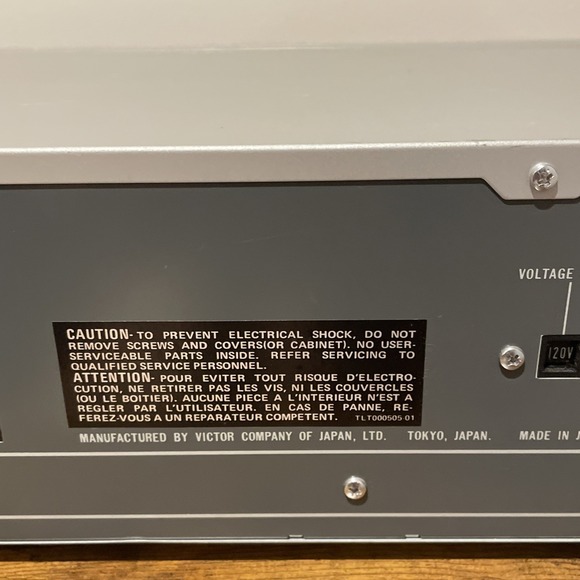 VOLTAGE
120V
CAUTION- TO PREVENT ELECTRICAL SHOCK, DO NOT
REMOVE SCREWS AND COVERS(OR CABINET). NO USER-
SERVICEABLE PARTS INSIDE. REFER SERVICING TO
QUALIFIED SERVICE PERSONNEL.
ATTENTION- POUR EVITER TOUT RISQUE D'ELECTRO-
CUTION, NE RETIRER PAS LES VIS, NI LES COUVERCLES
(OU LE BOITIER). AUCUNE PIECE A L'INTERIEUR N'EST A
REGLER PAR L'UTILISATEUR. EN CAS DE PANNE, RE-
FEREZ-VOUS A UN REPARATEUR COMPETENT. TLT000505-01
MANUFACTURED BY VICTOR COMPANY OF JAPAN, LTD. TOKYO, JAPAN. MADE IN J